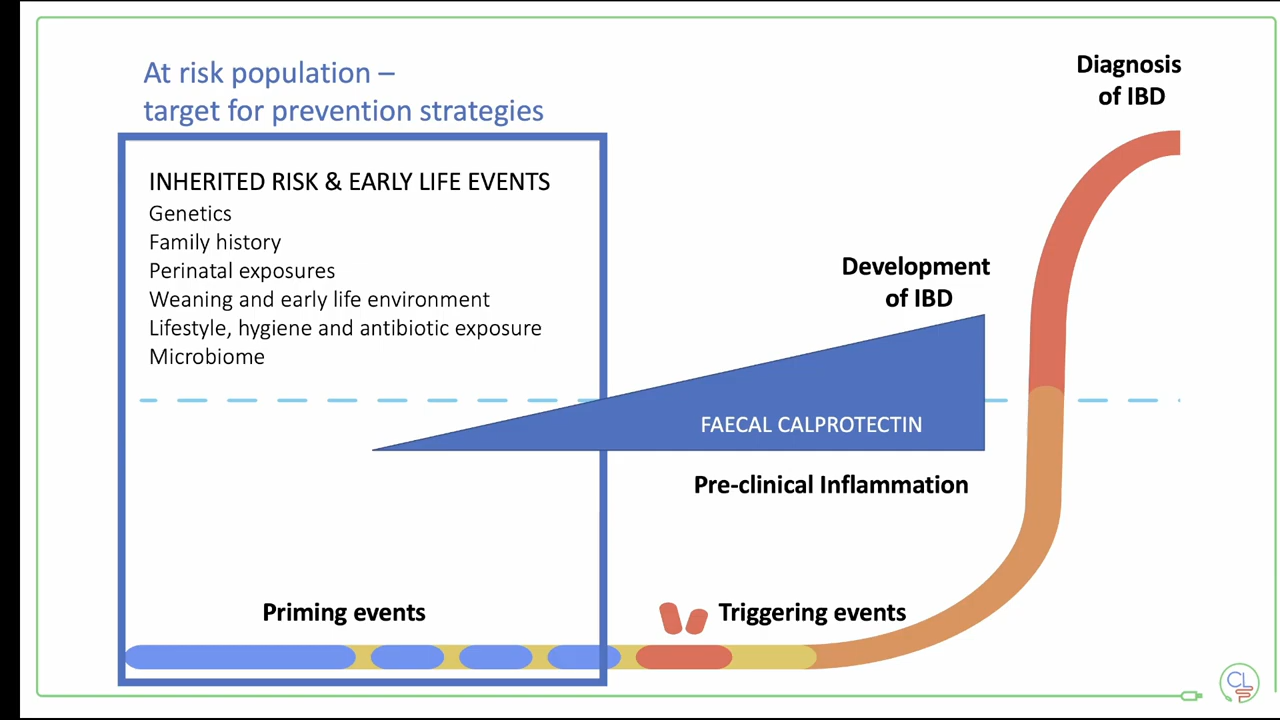 At risk population –
target for prevention strategies
Diagnosis
of IBD
INHERITED RISK & EARLY LIFE EVENTS
Genetics
Family history
Perinatal exposures
Weaning and early life environment
Lifestyle, hygiene and antibiotic exposure
Microbiome
Development
of IBD
FAECAL CALPROTECTIN
Pre-clinical Inflammation
Priming events
Triggering events
CL